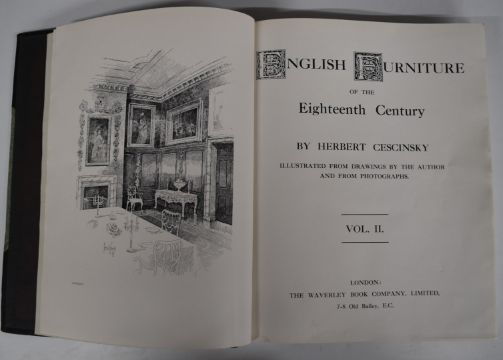 ENGLISH FURNITURE
OF THE
Eighteenth Century
BY HERBERT CESCINSKY
ILLUSTRATED FROM DRAWINGS BY THE AUTHOR
AND FROM PHOTOGRAPHS.
VOL. II.
LONDON:
THE WAVERLEY BOOK COMPANY, LIMITED,
7-8 Old Bailey, E.C.